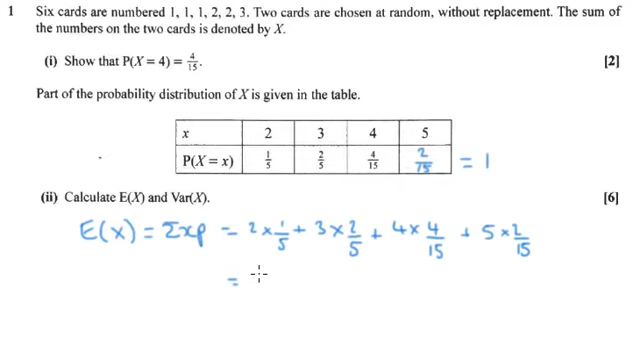 1 Six cards are numbered 1, 1, 1, 2, 2, 3. Two cards are chosen at random, without replacement. The sum of
the numbers on the two cards is denoted by X.
(i) Show that P(X = 4) = 4/15. [2]
Part of the probability distribution of X is given in the table.
x 2 3 4 5
P(X = x) 1/5 2/5 4/15 2/15 = 1
(ii) Calculate E(X) and Var(X). [6]
E(x) = Σxp = 2 × 1/5 + 3 × 2/5 + 4 × 4/15 + 5 × 2/15
=